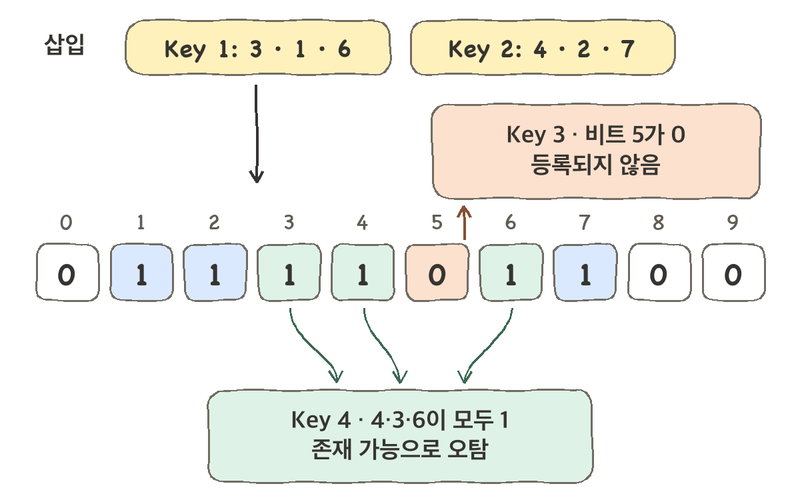 삽입
Key 1: 3 · 1 · 6
Key 2: 4 · 2 · 7
Key 3 · 비트 5가 0
등록되지 않음
0 1 2 3 4 5 6 7 8 9
0 1 1 1 1 0 1 1 0 0
Key 4 · 4·3·6이 모두 1
존재 가능으로 오탐